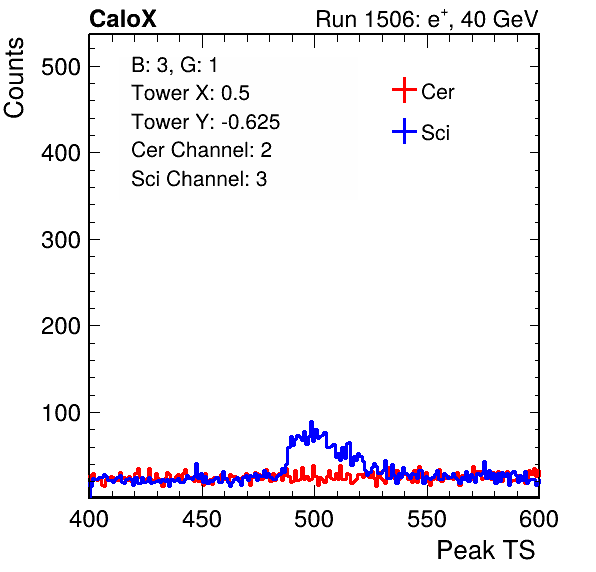 CaloX Run 1506: e⁺, 40 GeV
Counts
B: 3, G: 1
Tower X: 0.5
Tower Y: -0.625
Cer Channel: 2
Sci Channel: 3
Cer
Sci
500
400
300
200
100
400 450 500 550 600
Peak TS